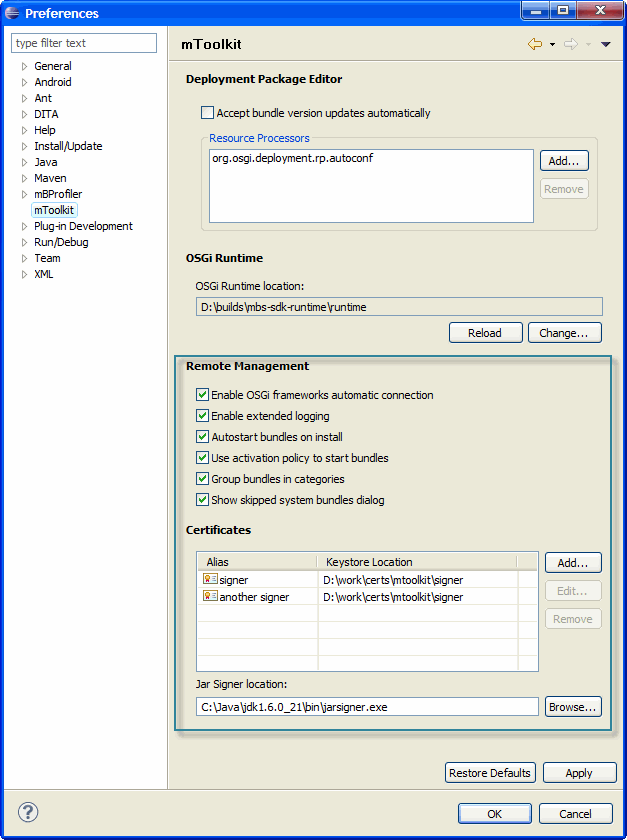 Preferences
type filter text
General
Android
Ant
DITA
Help
Install/Update
Java
Maven
mBProfiler
mToolkit
Plug-in Development
Run/Debug
Team
XML
mToolkit
Deployment Package Editor
Accept bundle version updates automatically
Resource Processors
org.osgi.deployment.rp.autoconf
Add...
Remove
OSGi Runtime
OSGi Runtime location:
D:\builds\mbs-sdk-runtime\runtime
Reload
Change...
Remote Management
Enable OSGi frameworks automatic connection
Enable extended logging
Autostart bundles on install
Use activation policy to start bundles
Group bundles in categories
Show skipped system bundles dialog
Certificates
Alias Keystore Location
signer D:\work\certs\mtoolkit\signer
another signer D:\work\certs\mtoolkit\signer
Add...
Edit...
Remove
Jar Signer location:
C:\Java\jdk1.6.0_21\bin\jarsigner.exe
Browse...
Restore Defaults
Apply
?
OK
Cancel